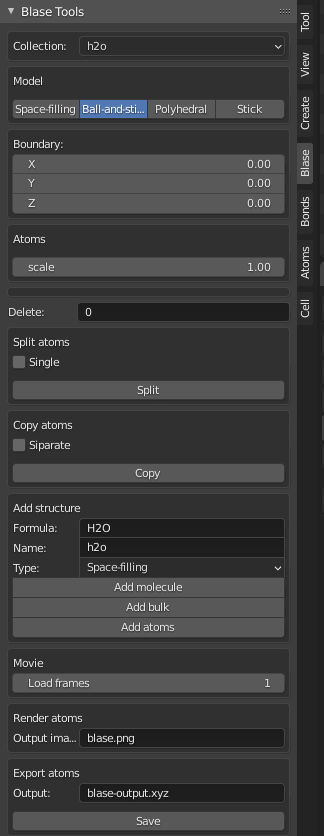 Blase Tools
Collection: h2o
Model
Space-filling Ball-and-sti... Polyhedral Stick
Boundary:
X 0.00
Y 0.00
Z 0.00
Atoms
scale 1.00
Delete: 0
Split atoms
Single
Split
Copy atoms
Siparate
Copy
Add structure
Formula: H2O
Name: h2o
Type: Space-filling
Add molecule
Add bulk
Add atoms
Movie
Load frames 1
Render atoms
Output ima... blase.png
Export atoms
Output: blase-output.xyz
Save
Tool
View
Create
Blase
Bonds
Atoms
Cell